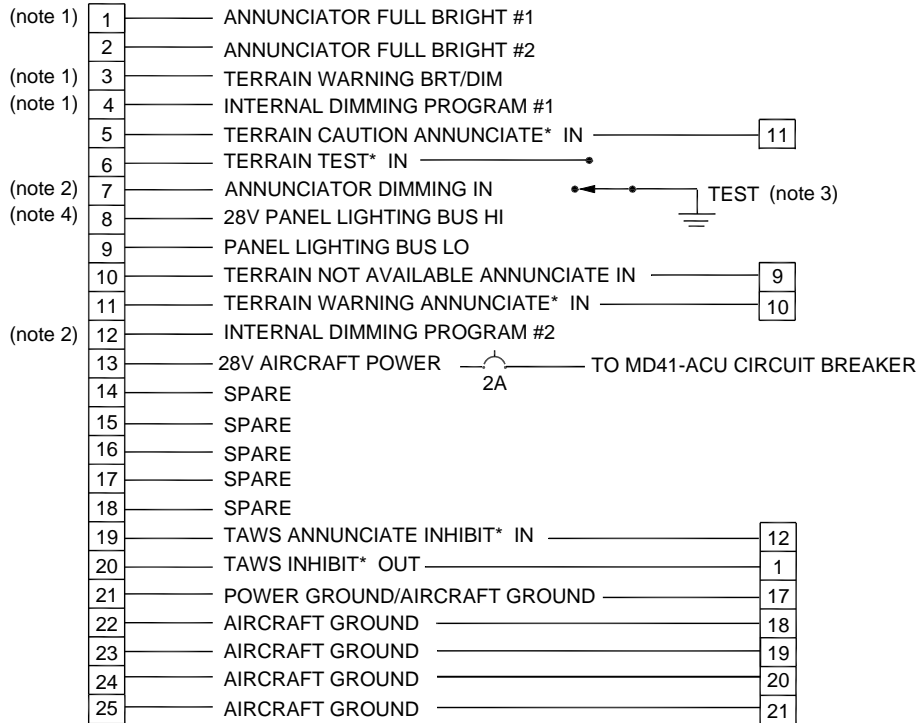 (note 1) 1 ANNUNCIATOR FULL BRIGHT #1
2 ANNUNCIATOR FULL BRIGHT #2
(note 1) 3 TERRAIN WARNING BRT/DIM
(note 1) 4 INTERNAL DIMMING PROGRAM #1
5 TERRAIN CAUTION ANNUNCIATE* IN 11
6 TERRAIN TEST* IN
(note 2) 7 ANNUNCIATOR DIMMING IN TEST (note 3)
(note 4) 8 28V PANEL LIGHTING BUS HI
9 PANEL LIGHTING BUS LO
10 TERRAIN NOT AVAILABLE ANNUNCIATE IN 9
11 TERRAIN WARNING ANNUNCIATE* IN 10
(note 2) 12 INTERNAL DIMMING PROGRAM #2
13 28V AIRCRAFT POWER 2A TO MD41-ACU CIRCUIT BREAKER
14 SPARE
15 SPARE
16 SPARE
17 SPARE
18 SPARE
19 TAWS ANNUNCIATE INHIBIT* IN 12
20 TAWS INHIBIT* OUT 1
21 POWER GROUND/AIRCRAFT GROUND 17
22 AIRCRAFT GROUND 18
23 AIRCRAFT GROUND 19
24 AIRCRAFT GROUND 20
25 AIRCRAFT GROUND 21